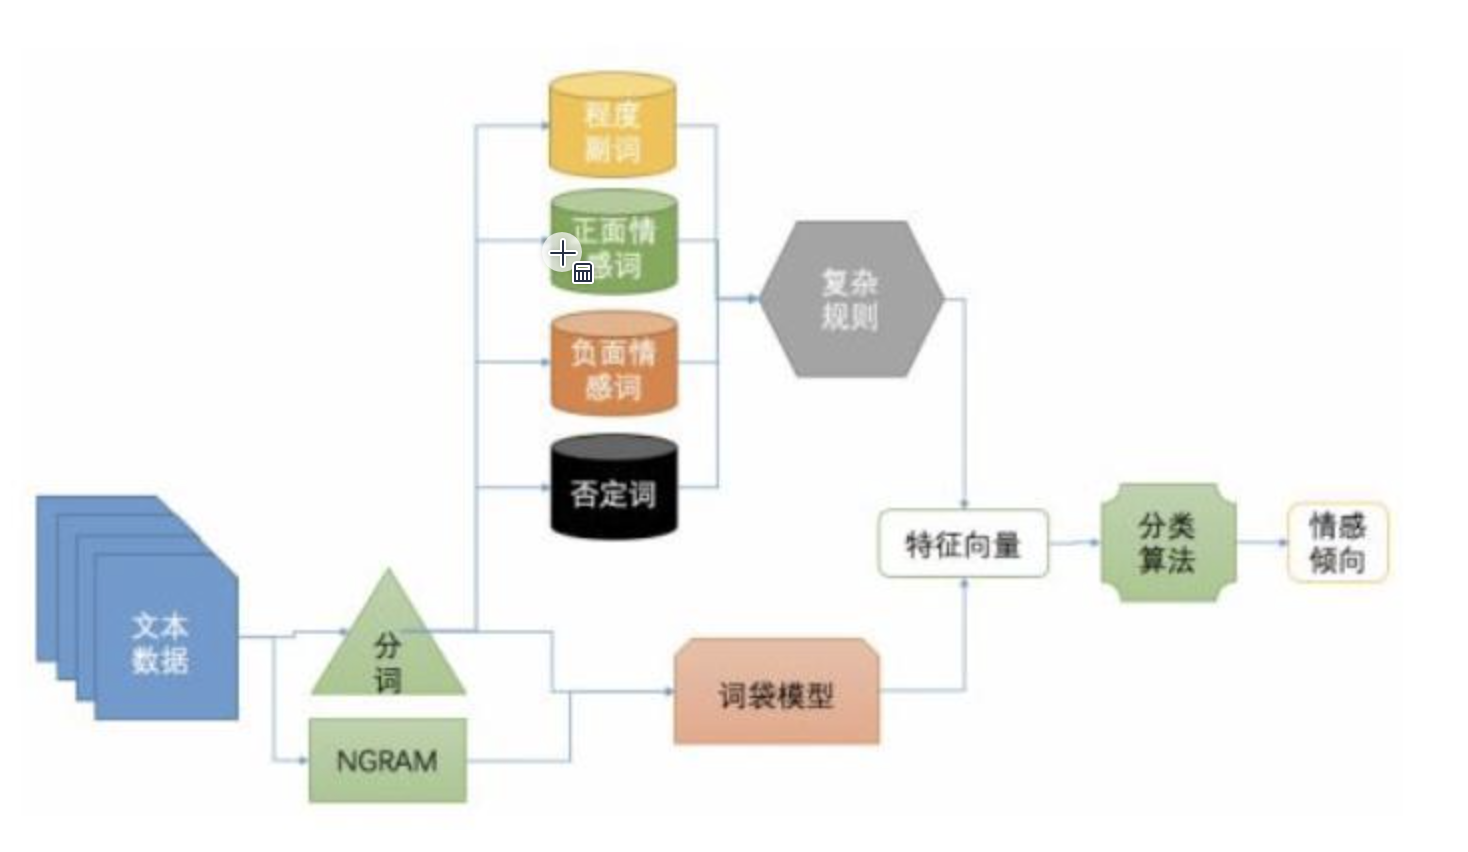 程度
副词
正面情
感词
负面情
感词
否定词
复杂
规则
文本
数据
分
词
NGRAM
词袋模型
特征向量
分类
算法
情感
倾向